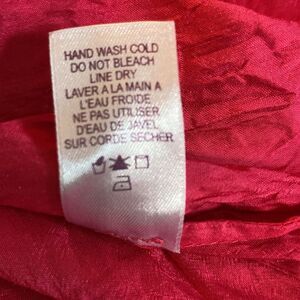 HAND WASH COLD
DO NOT BLEACH
LINE DRY
LAVER A LA MAIN A
L'EAU FROIDE
NE PAS UTILISER
D'EAU DE JAVEL
SUR CORDE SECHER